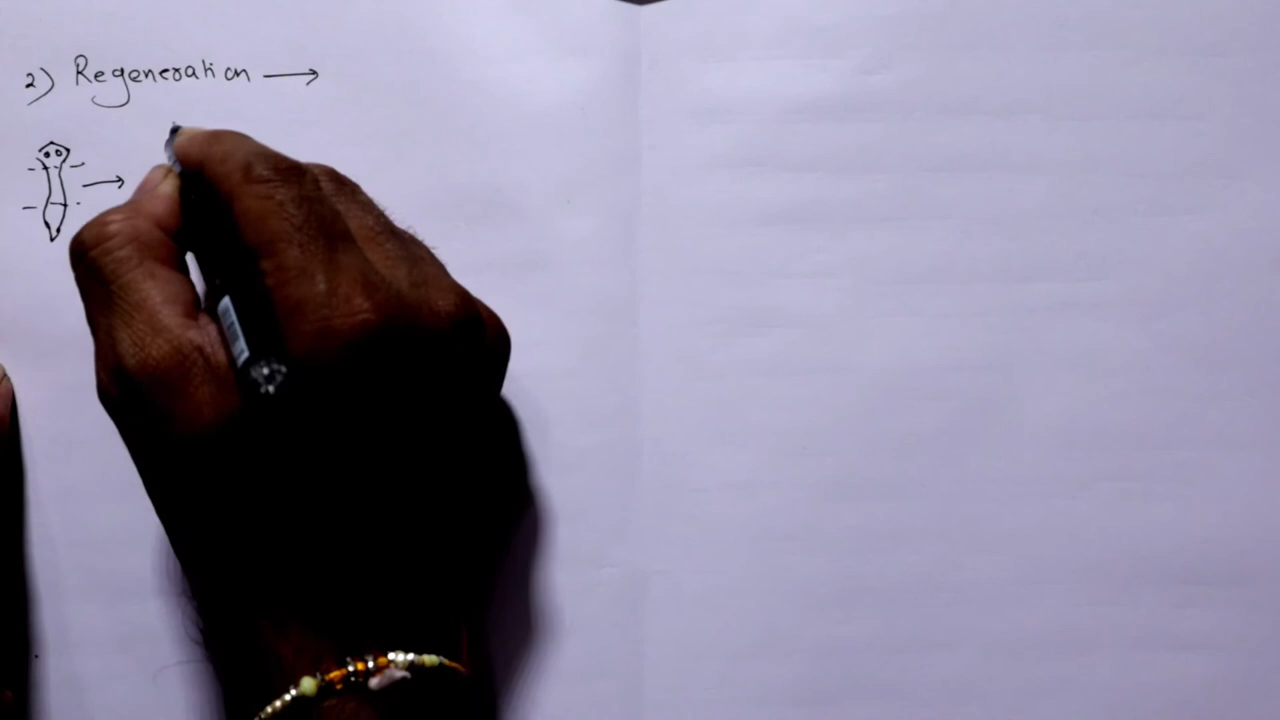 2) Regeneration →